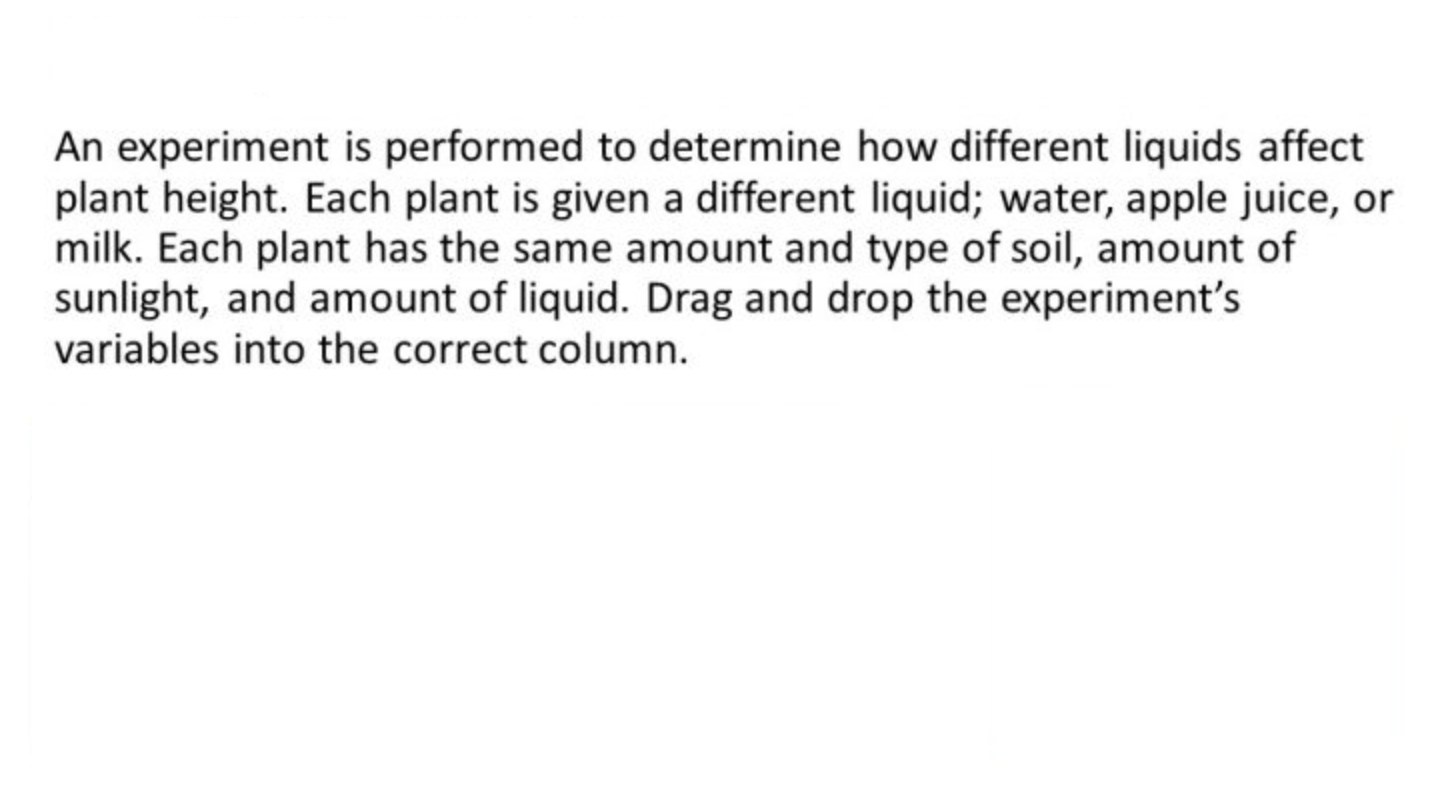 An experiment is performed to determine how different liquids affect
plant height. Each plant is given a different liquid; water, apple juice, or
milk. Each plant has the same amount and type of soil, amount of
sunlight, and amount of liquid. Drag and drop the experiment’s
variables into the correct column.